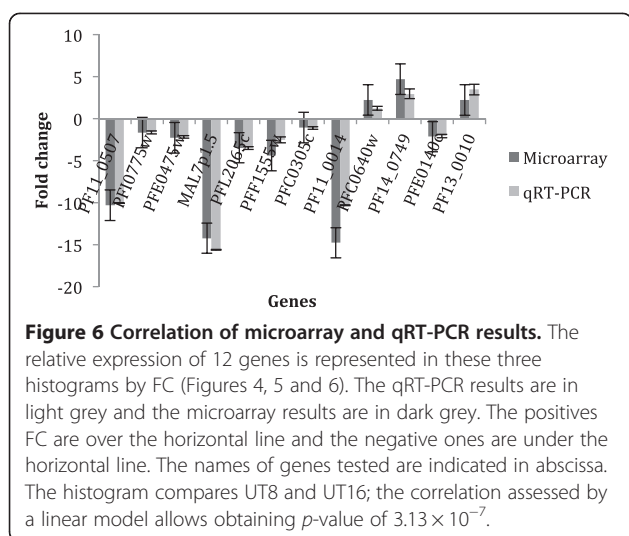 10
5
0
-5
-10
-15
-20
Fold change
PF11_0507
PFI0775w
PFE0475w
MAL7p1.5
PFL2065c
PFF1555w
PFC0305c
PF11_0014
PFC0640w
PF14_0749
PFE0140c
PF13_0010
Genes
Microarray
qRT-PCR
Figure 6 Correlation of microarray and qRT-PCR results. The
relative expression of 12 genes is represented in these three
histograms by FC (Figures 4, 5 and 6). The qRT-PCR results are in
light grey and the microarray results are in dark grey. The positives
FC are over the horizontal line and the negative ones are under the
horizontal line. The names of genes tested are indicated in abscissa.
The histogram compares UT8 and UT16; the correlation assessed by
a linear model allows obtaining p-value of 3.13 × 10⁻⁷.